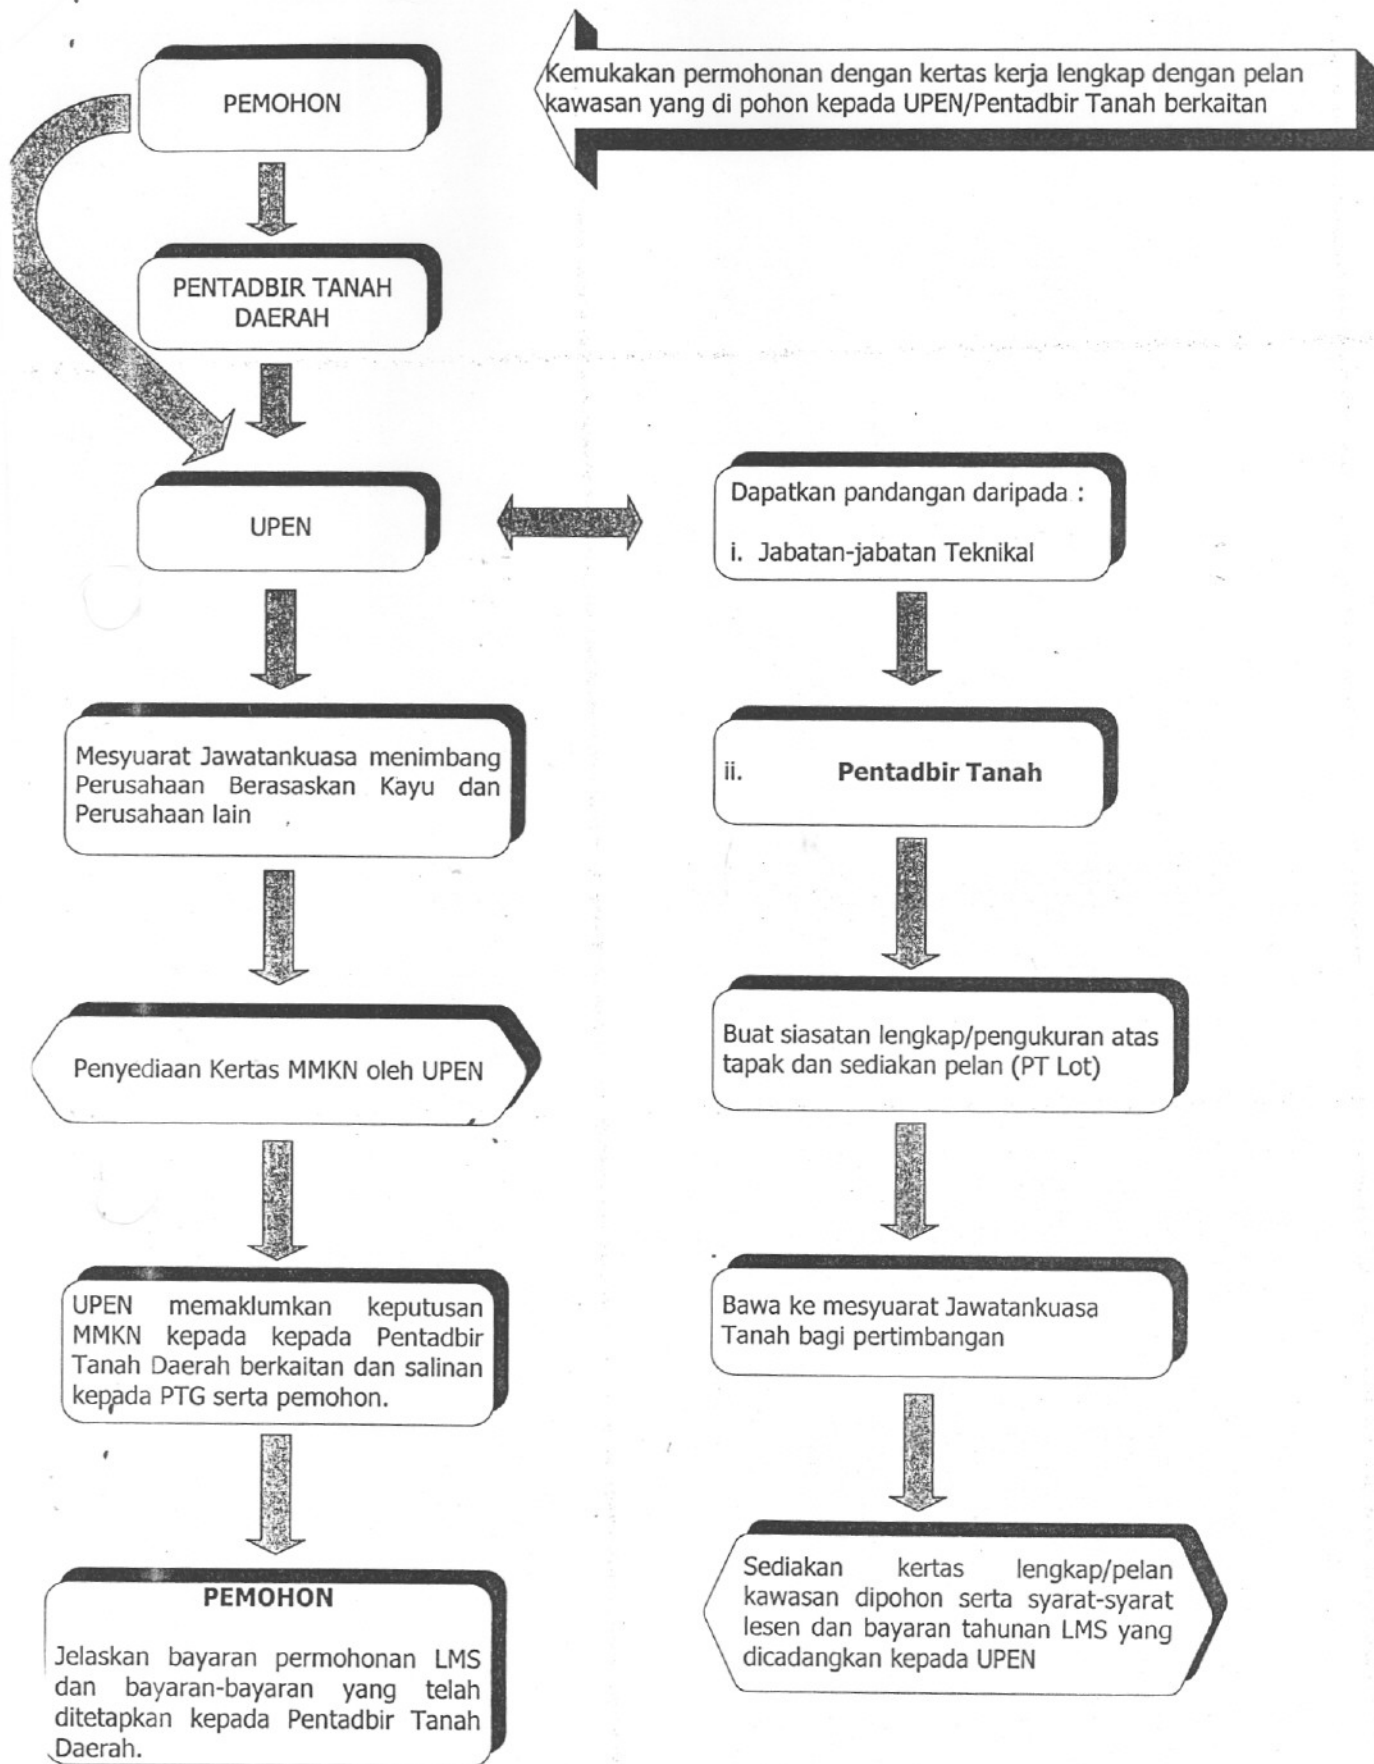 PEMOHON
Kemukakan permohonan dengan kertas kerja lengkap dengan pelan
kawasan yang di pohon kepada UPEN/Pentadbir Tanah berkaitan
PENTADBIR TANAH
DAERAH
UPEN
Dapatkan pandangan daripada :
i. Jabatan-jabatan Teknikal
Mesyuarat Jawatankuasa menimbang
Perusahaan Berasaskan Kayu dan
Perusahaan lain
ii. Pentadbir Tanah
Penyediaan Kertas MMKN oleh UPEN
Buat siasatan lengkap/pengukuran atas
tapak dan sediakan pelan (PT Lot)
UPEN memaklumkan keputusan
MMKN kepada kepada Pentadbir
Tanah Daerah berkaitan dan salinan
kepada PTG serta pemohon.
Bawa ke mesyuarat Jawatankuasa
Tanah bagi pertimbangan
PEMOHON
Jelaskan bayaran permohonan LMS
dan bayaran-bayaran yang telah
ditetapkan kepada Pentadbir Tanah
Daerah.
Sediakan kertas lengkap/pelan
kawasan dipohon serta syarat-syarat
lesen dan bayaran tahunan LMS yang
dicadangkan kepada UPEN